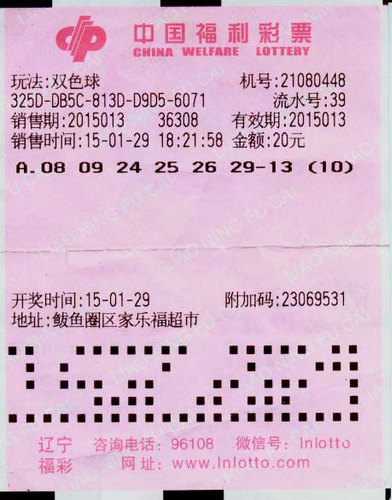 中国福利彩票
CHINA WELFARE LOTTERY
玩法:双色球 机号:21080448
325D-DB5C-813D-D9D5-6071 流水号:39
销售期:2015013 36308 有效期:2015013
销售时间:15-01-29 18:21:58 金额:20元
A.08 09 24 25 26 29-13 (10)
开奖时间:15-01-29 附加码:23069531
地址:鲅鱼圈区家乐福超市
辽宁 咨询电话: 96108 微信号: lnlotto
福彩 网址: www.lnlotto.com